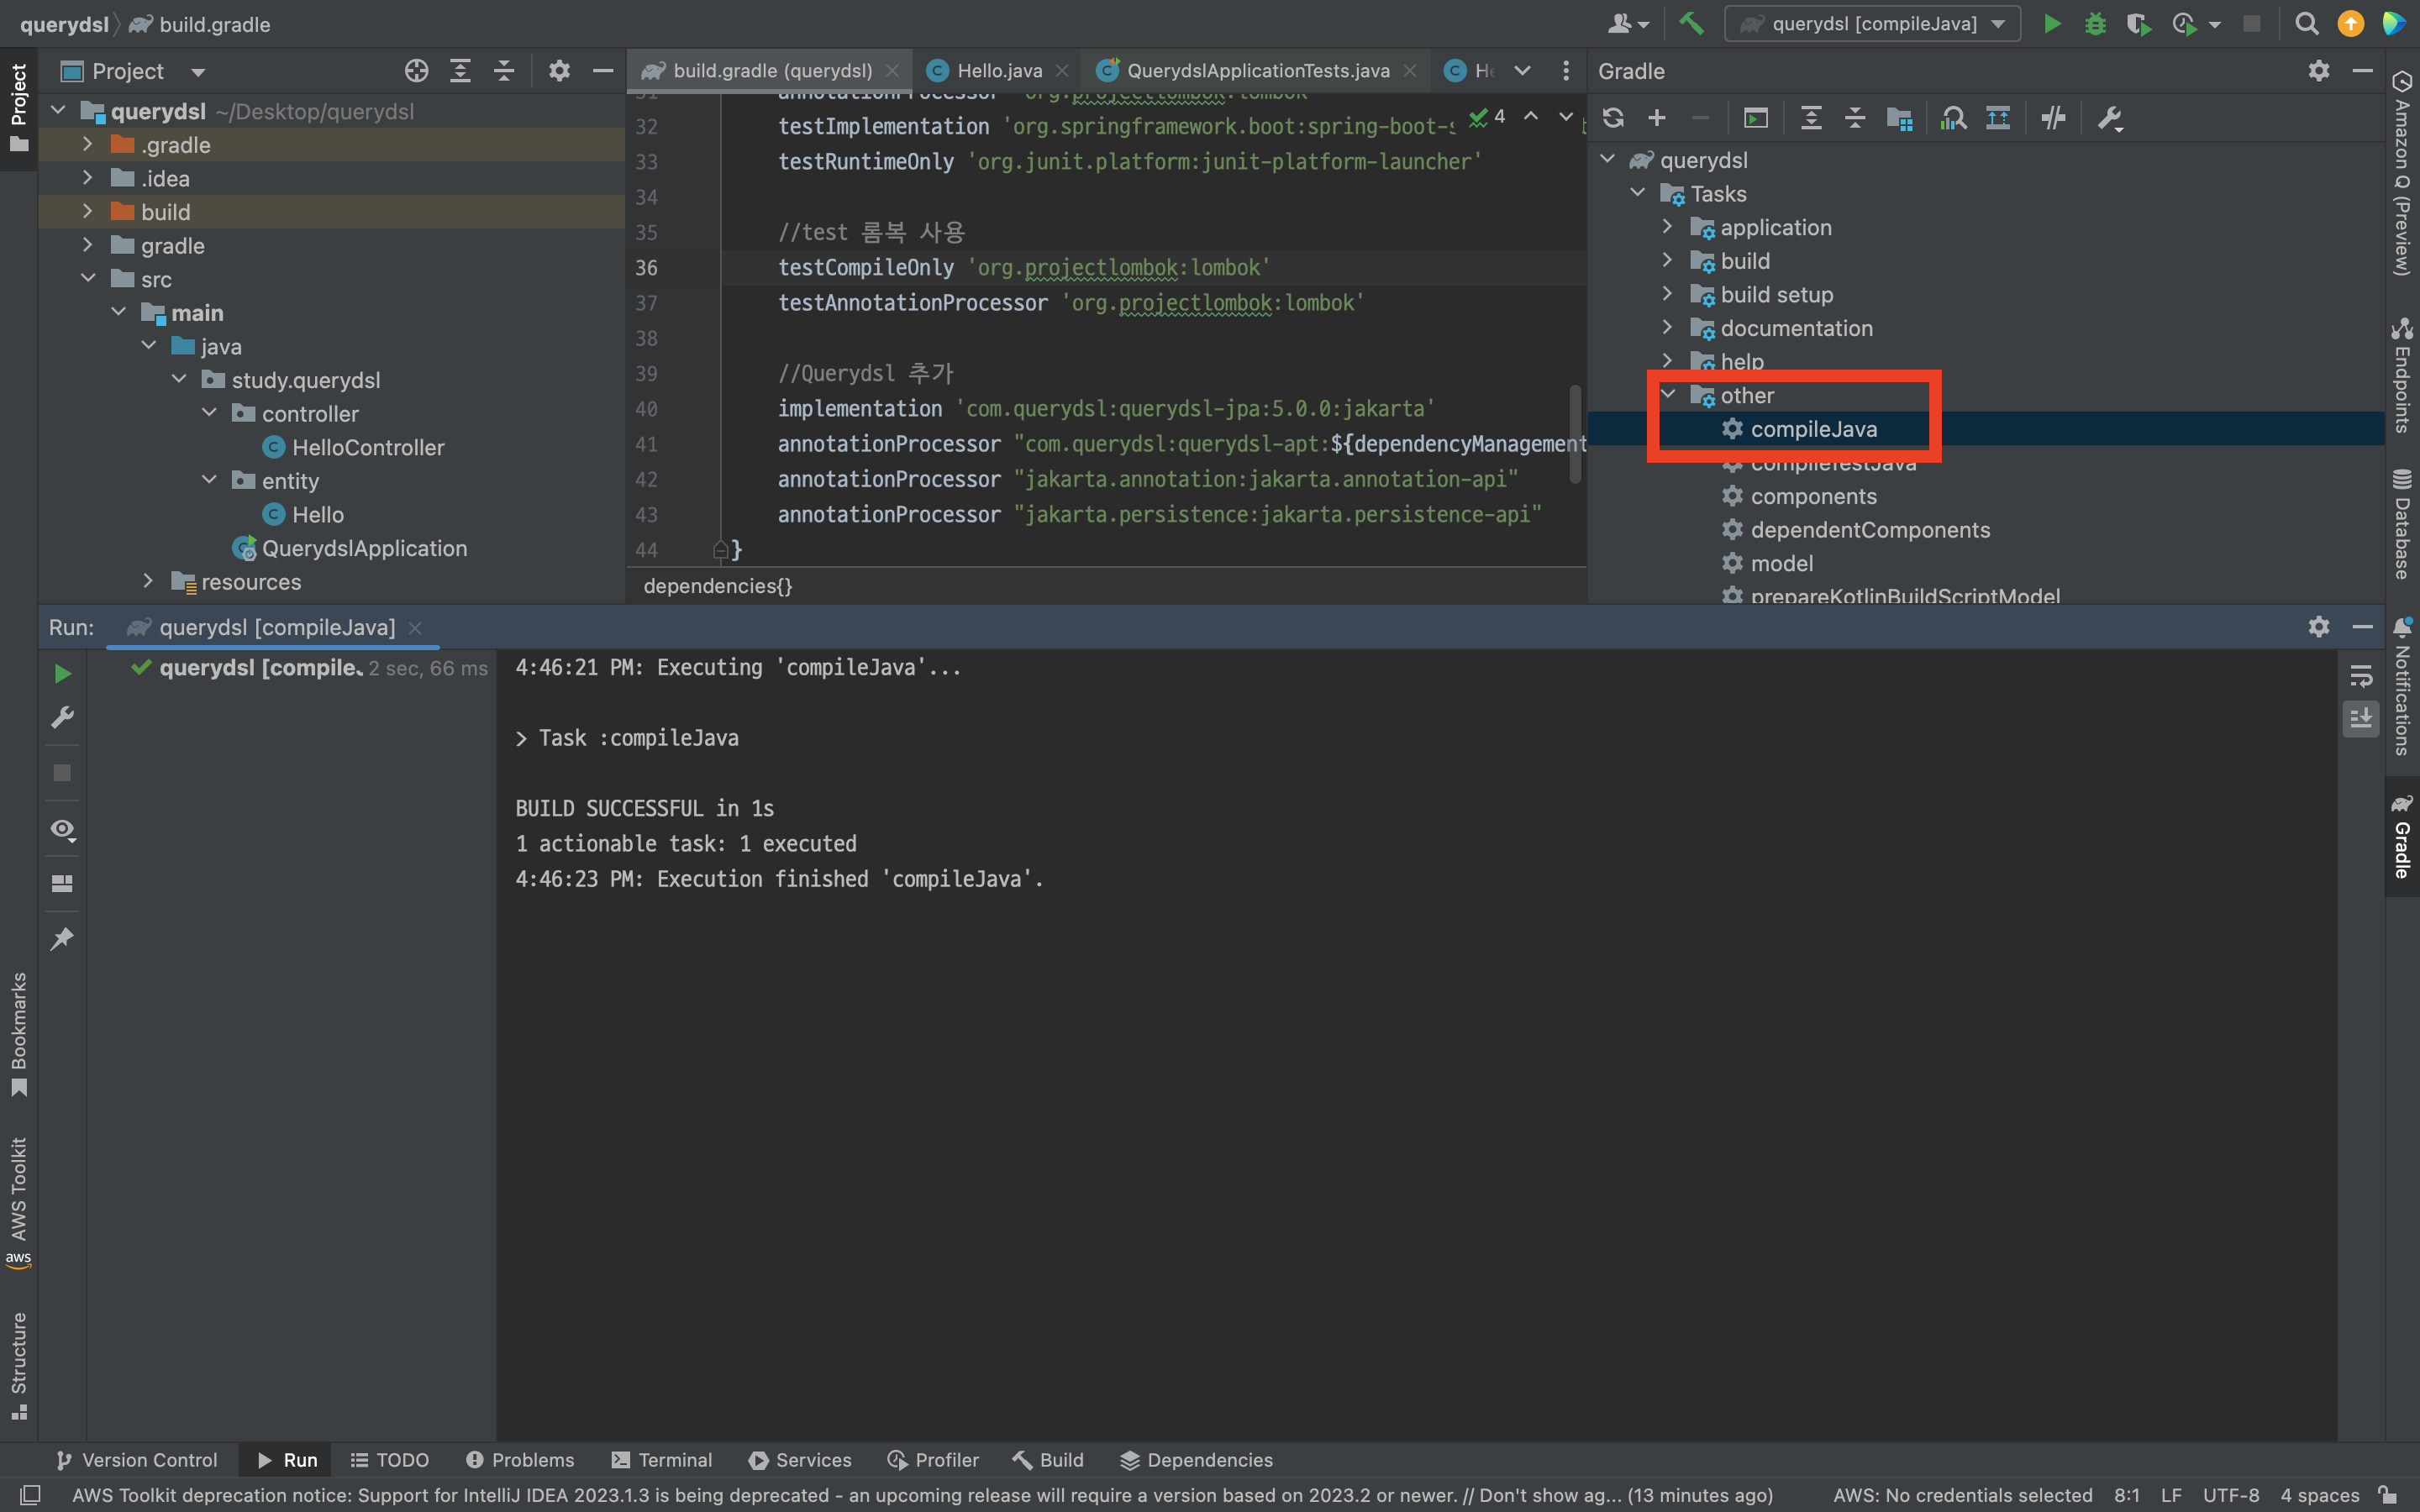 querydsl
build.gradle
querydsl [compileJava]
Project
build.gradle (querydsl)
Hello.java
QuerydslApplicationTests.java
Gradle
querydsl ~/Desktop/querydsl
.gradle
.idea
build
gradle
src
main
java
study.querydsl
controller
HelloController
entity
Hello
QuerydslApplication
resources
31 annotationProcessor 'org.projectlombok:lombok'
32 testImplementation 'org.springframework.boot:spring-boot-s
4
33 testRuntimeOnly 'org.junit.platform:junit-platform-launcher'
34
35 //test 롬복 사용
36 testCompileOnly 'org.projectlombok:lombok'
37 testAnnotationProcessor 'org.projectlombok:lombok'
38
39 //Querydsl 추가
40 implementation 'com.querydsl:querydsl-jpa:5.0.0:jakarta'
41 annotationProcessor "com.querydsl:querydsl-apt:${dependencyManagement
42 annotationProcessor "jakarta.annotation:jakarta.annotation-api"
43 annotationProcessor "jakarta.persistence:jakarta.persistence-api"
44 }
dependencies{}
querydsl
Tasks
application
build
build setup
documentation
help
other
compileJava
compileTestJava
components
dependentComponents
model
prepareKotlinBuildScriptModel
Run:
querydsl [compileJava]
querydsl [compile. 2 sec, 66 ms
4:46:21 PM: Executing 'compileJava'...
> Task :compileJava
BUILD SUCCESSFUL in 1s
1 actionable task: 1 executed
4:46:23 PM: Execution finished 'compileJava'.
Project
Bookmarks
AWS Toolkit
aws
Structure
Amazon Q (Preview)
Endpoints
Database
Notifications
Gradle
Version Control
Run
TODO
Problems
Terminal
Services
Profiler
Build
Dependencies
AWS Toolkit deprecation notice: Support for IntelliJ IDEA 2023.1.3 is being deprecated - an upcoming release will require a version based on 2023.2 or newer. // Don't show ag... (13 minutes ago)
AWS: No credentials selected
8:1
LF
UTF-8
4 spaces